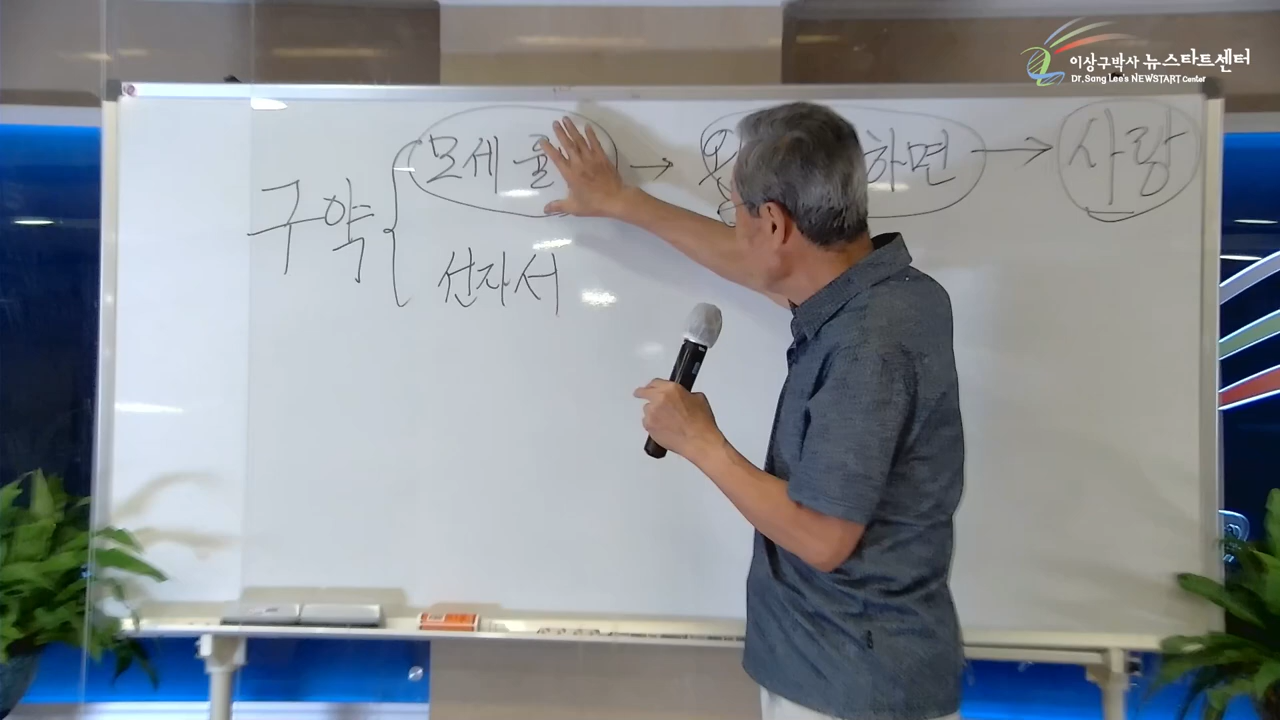 이상구박사 뉴스타트센터
Dr. Sang Lee's NEWSTART Center
모세 율 → 하면 → 사랑
구약
선자서